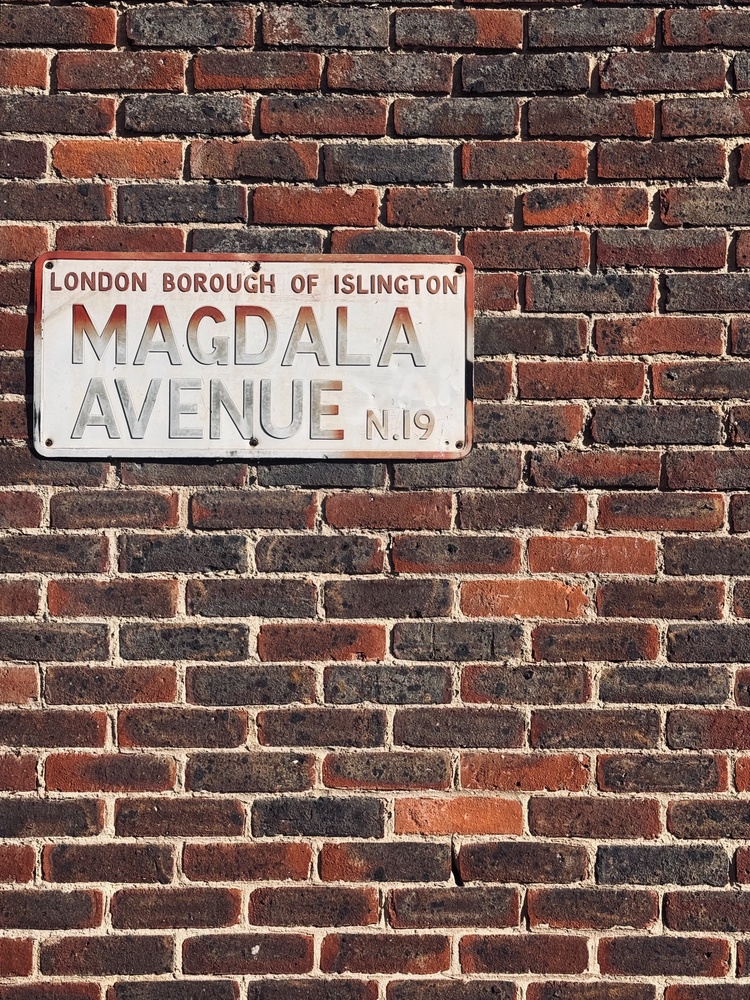 LONDON BOROUGH OF ISLINGTON
MAGDALA
AVENUE N.19